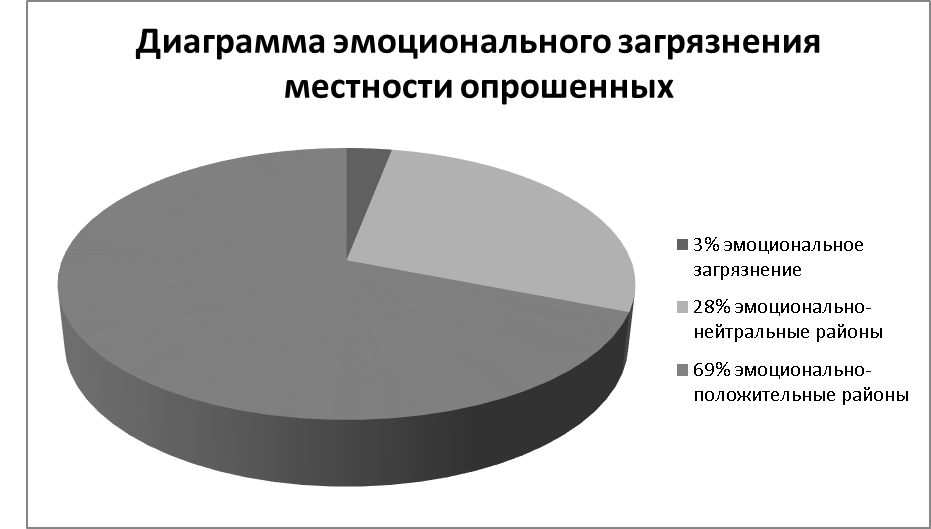 Диаграмма эмоционального загрязнения
местности опрошенных
3% эмоциональное
загрязнение
28% эмоционально-
нейтральные районы
69% эмоционально-
положительные районы